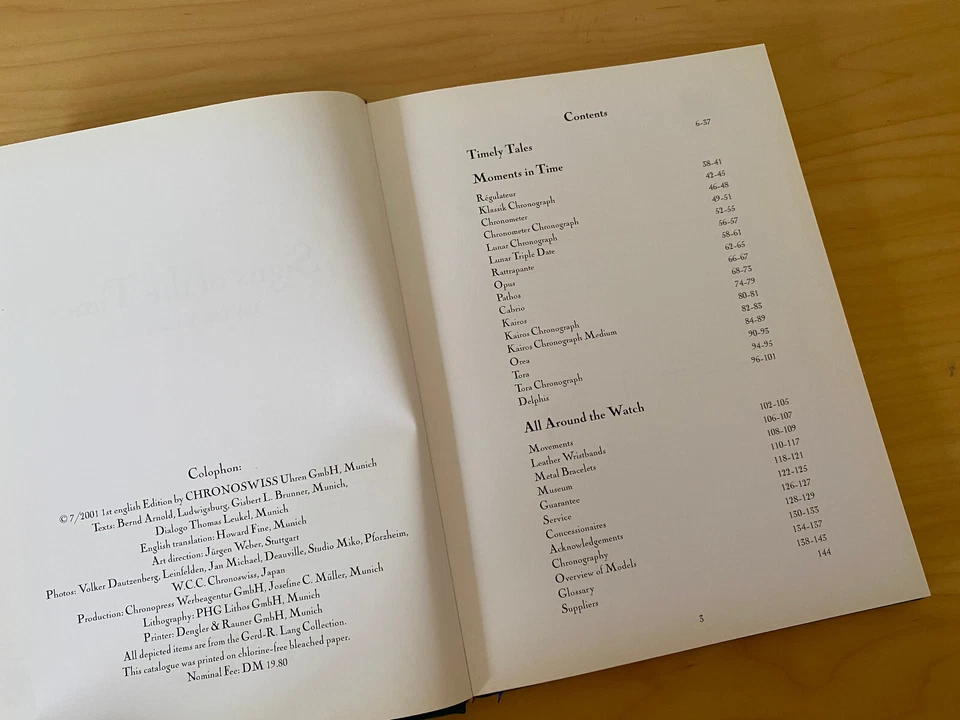 Colophon:
© 7/2001 1st english Edition by CHRONOSWISS Uhren GmbH, Munich
Texts: Bernd Arnold, Ludwigsburg, Gisbert L. Brunner, Munich,
Dialogo Thomas Leukel, Munich
English translation: Howard Fine, Munich
Art direction: Jürgen Weber, Stuttgart
Photos: Volker Dautzenberg, Leinfelden, Jan Michael, Deauville, Studio Miko, Pforzheim,
W.C.C. Chronoswiss, Japan
Production: Chronopress Werbeagentur GmbH, Josefine C. Müller, Munich
Lithography: PHG Lithos GmbH, Munich
Printer: Dengler & Rauner GmbH, Munich
All depicted items are from the Gerd-R. Lang Collection.
This catalogue was printed on chlorine-free bleached paper.
Nominal Fee: DM 19.80
Contents
Timely Tales 6-37
Moments in Time
Régulateur 38-41
Klassik Chronograph 42-45
Chronometer 46-48
Chronometer Chronograph 49-51
Lunar Chronograph 52-55
Lunar Triple Date 56-57
Rattrapante 58-61
Opus 62-65
Pathos 66-67
Cabrio 68-73
Kairos 74-79
Kairos Chronograph 80-81
Kairos Chronograph Medium 82-83
Orea 84-89
Tora 90-93
Tora Chronograph 94-95
Delphis 96-101
All Around the Watch
Movements 102-105
Leather Wristbands 106-107
Metal Bracelets 108-109
Museum 110-117
Guarantee 118-121
Service 122-125
Concessionaires 126-127
Acknowledgements 128-129
Chronography 130-133
Overview of Models 134-137
Glossary 138-143
Suppliers 144
3